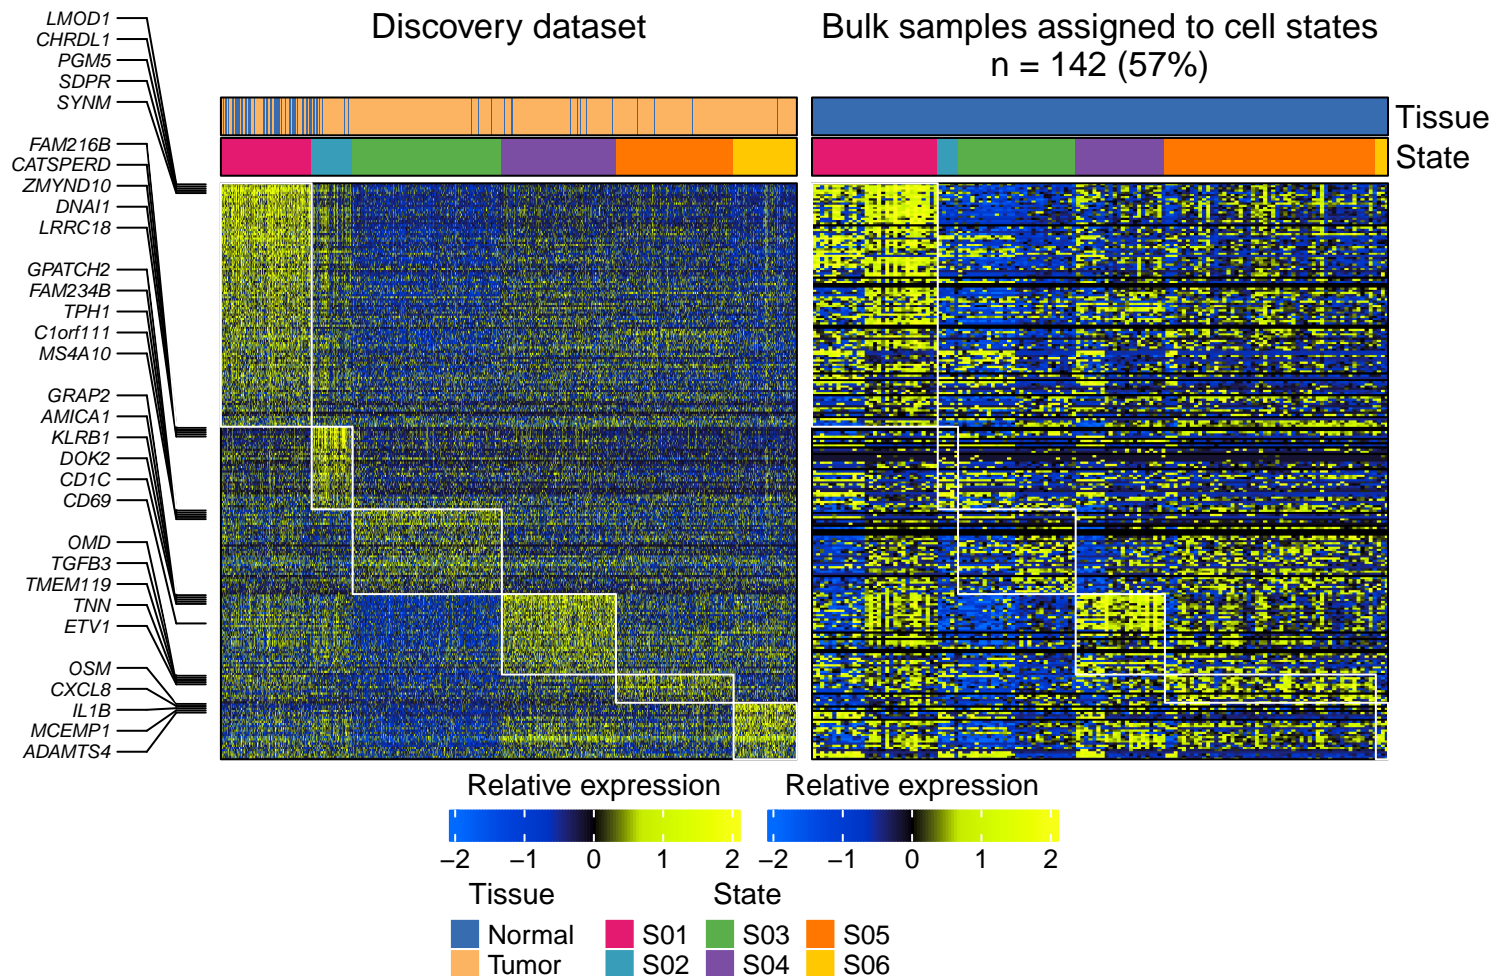 Discovery dataset
Bulk samples assigned to cell states
n = 142 (57%)
Tissue
State
LMOD1
CHRDL1
PGM5
SDPR
SYNM
FAM216B
CATSPERD
ZMYND10
DNAI1
LRRC18
GPATCH2
FAM234B
TPH1
C1orf111
MS4A10
GRAP2
AMICA1
KLRB1
DOK2
CD1C
CD69
OMD
TGFB3
TMEM119
TNN
ETV1
OSM
CXCL8
IL1B
MCEMP1
ADAMTS4
Relative expression
−2 −1 0 1 2
Relative expression
−2 −1 0 1 2
Tissue
Normal
Tumor
State
S01 S03 S05
S02 S04 S06